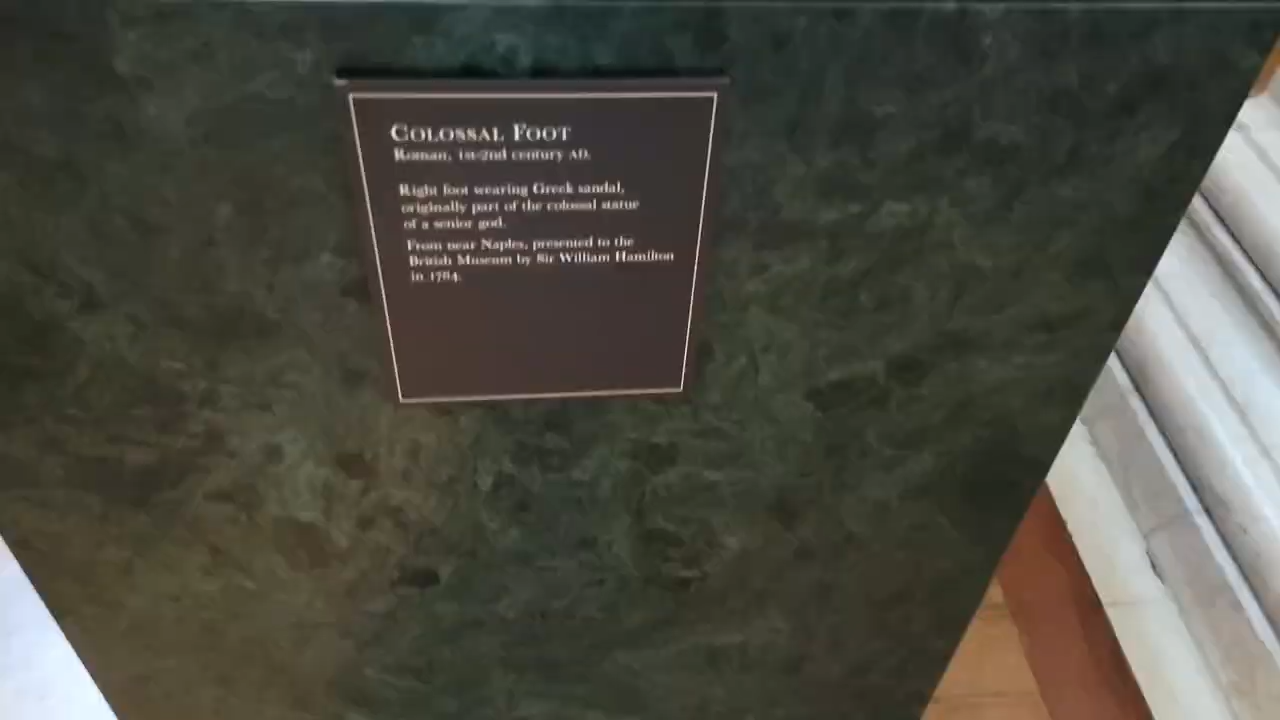 COLOSSAL FOOT
Roman, 1st-2nd century AD.
Right foot wearing Greek sandal,
originally part of the colossal statue
of a senior god.
From near Naples, presented to the
British Museum by Sir William Hamilton
in 1784.